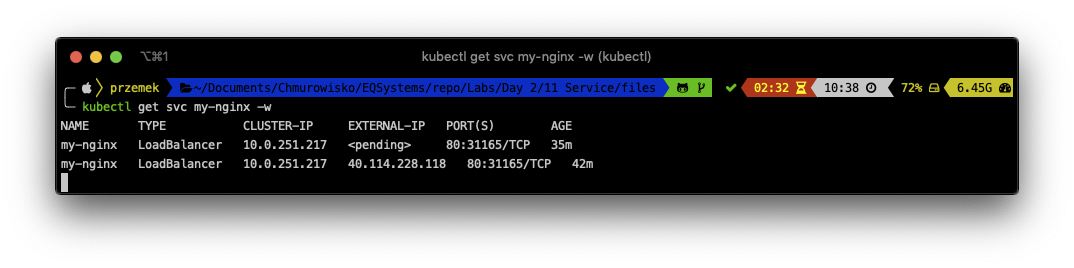 ⌥⌘1
kubectl get svc my-nginx -w (kubectl)
przemek ~/Documents/Chmurowisko/EQSystems/repo/Labs/Day 2/11 Service/files ✔ 02:32 10:38 72% 6.45G
kubectl get svc my-nginx -w
NAME TYPE CLUSTER-IP EXTERNAL-IP PORT(S) AGE
my-nginx LoadBalancer 10.0.251.217 <pending> 80:31165/TCP 35m
my-nginx LoadBalancer 10.0.251.217 40.114.228.118 80:31165/TCP 42m